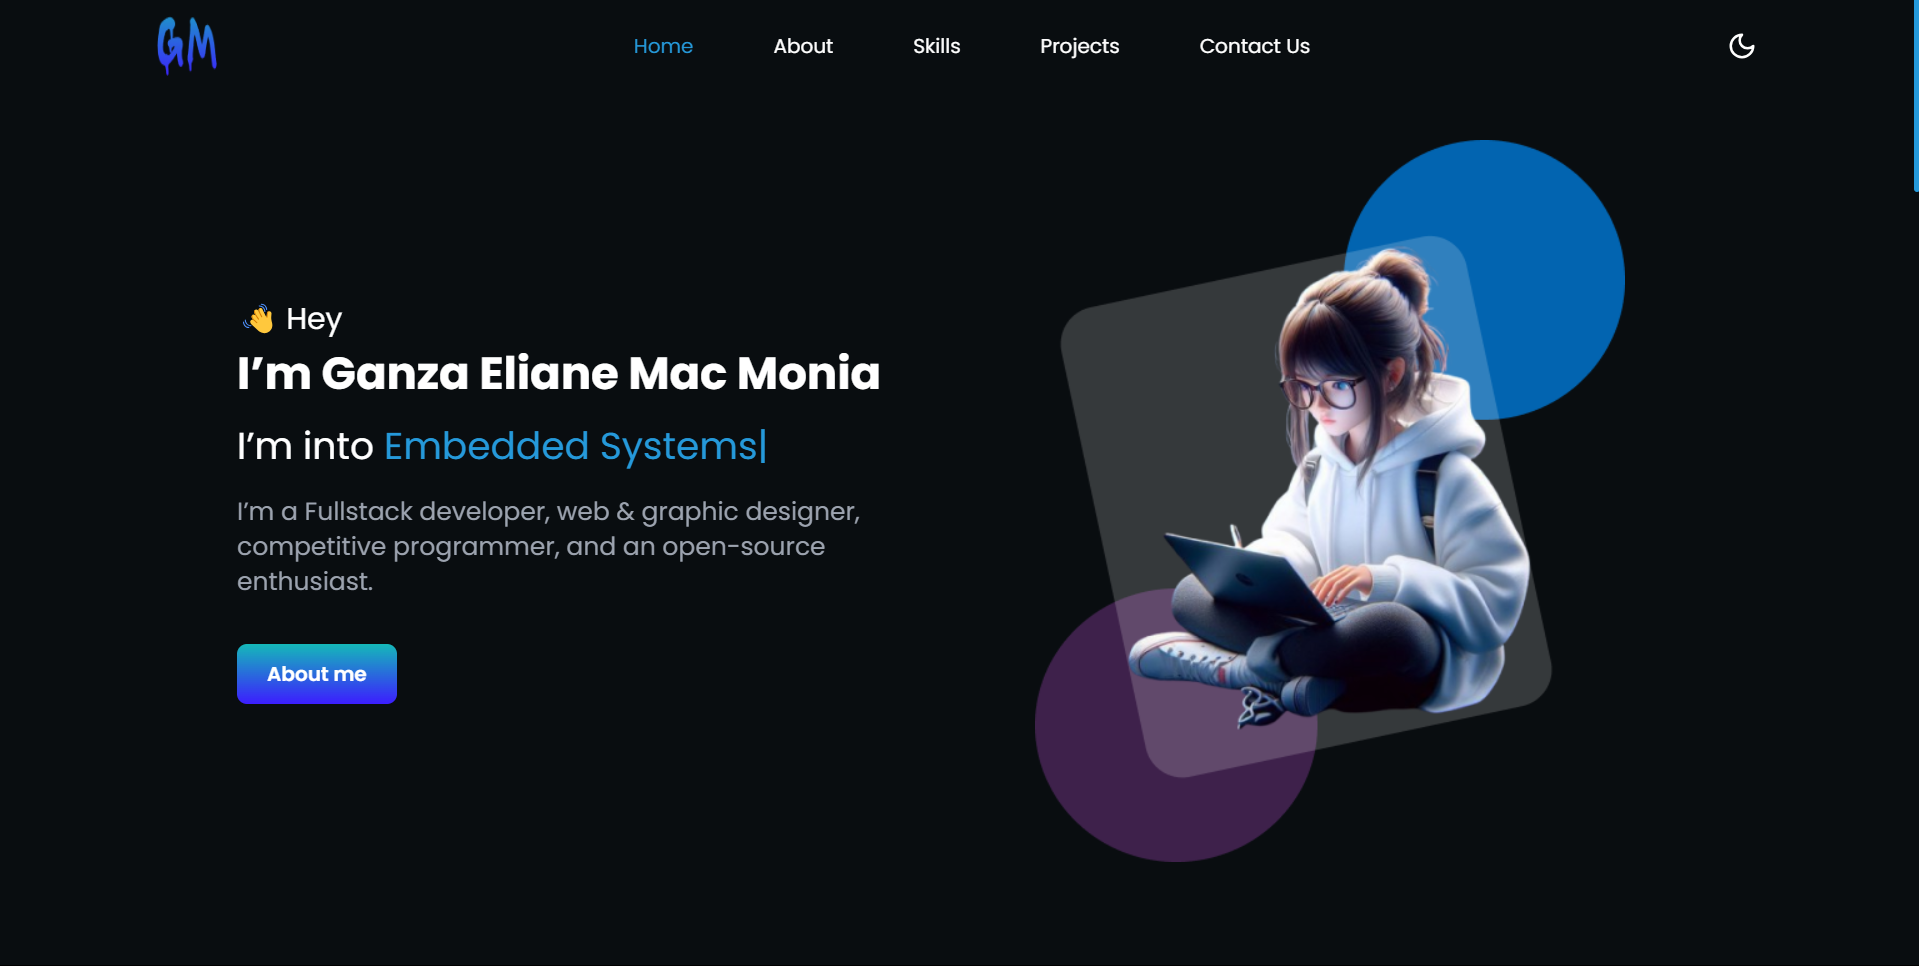 GM
Home
About
Skills
Projects
Contact Us
👋 Hey
I’m Ganza Eliane Mac Monia
I’m into Embedded Systems|
I’m a Fullstack developer, web & graphic designer,
competitive programmer, and an open-source
enthusiast.
About me